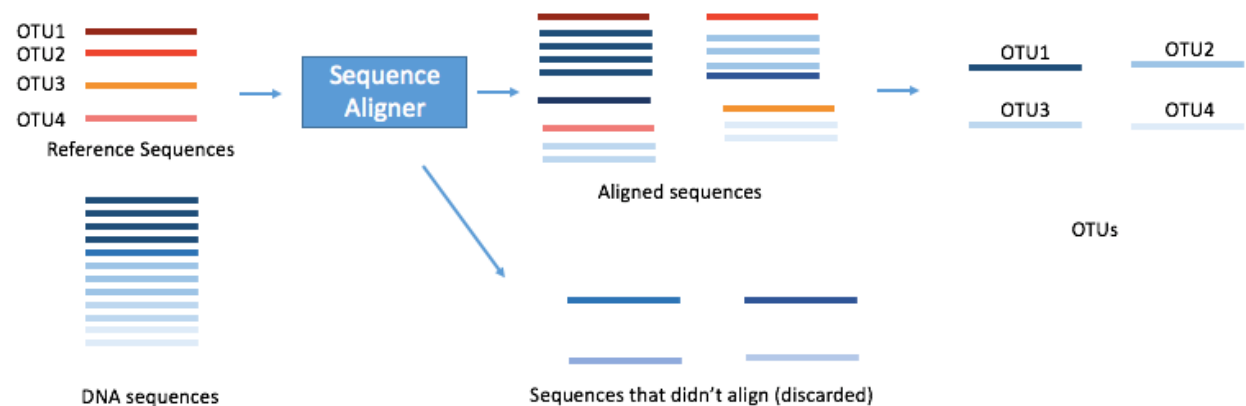 OTU1
OTU2
OTU3
OTU4
Reference Sequences
DNA sequences
Sequence
Aligner
Aligned sequences
Sequences that didn't align (discarded)
OTU1
OTU2
OTU3
OTU4
OTUs